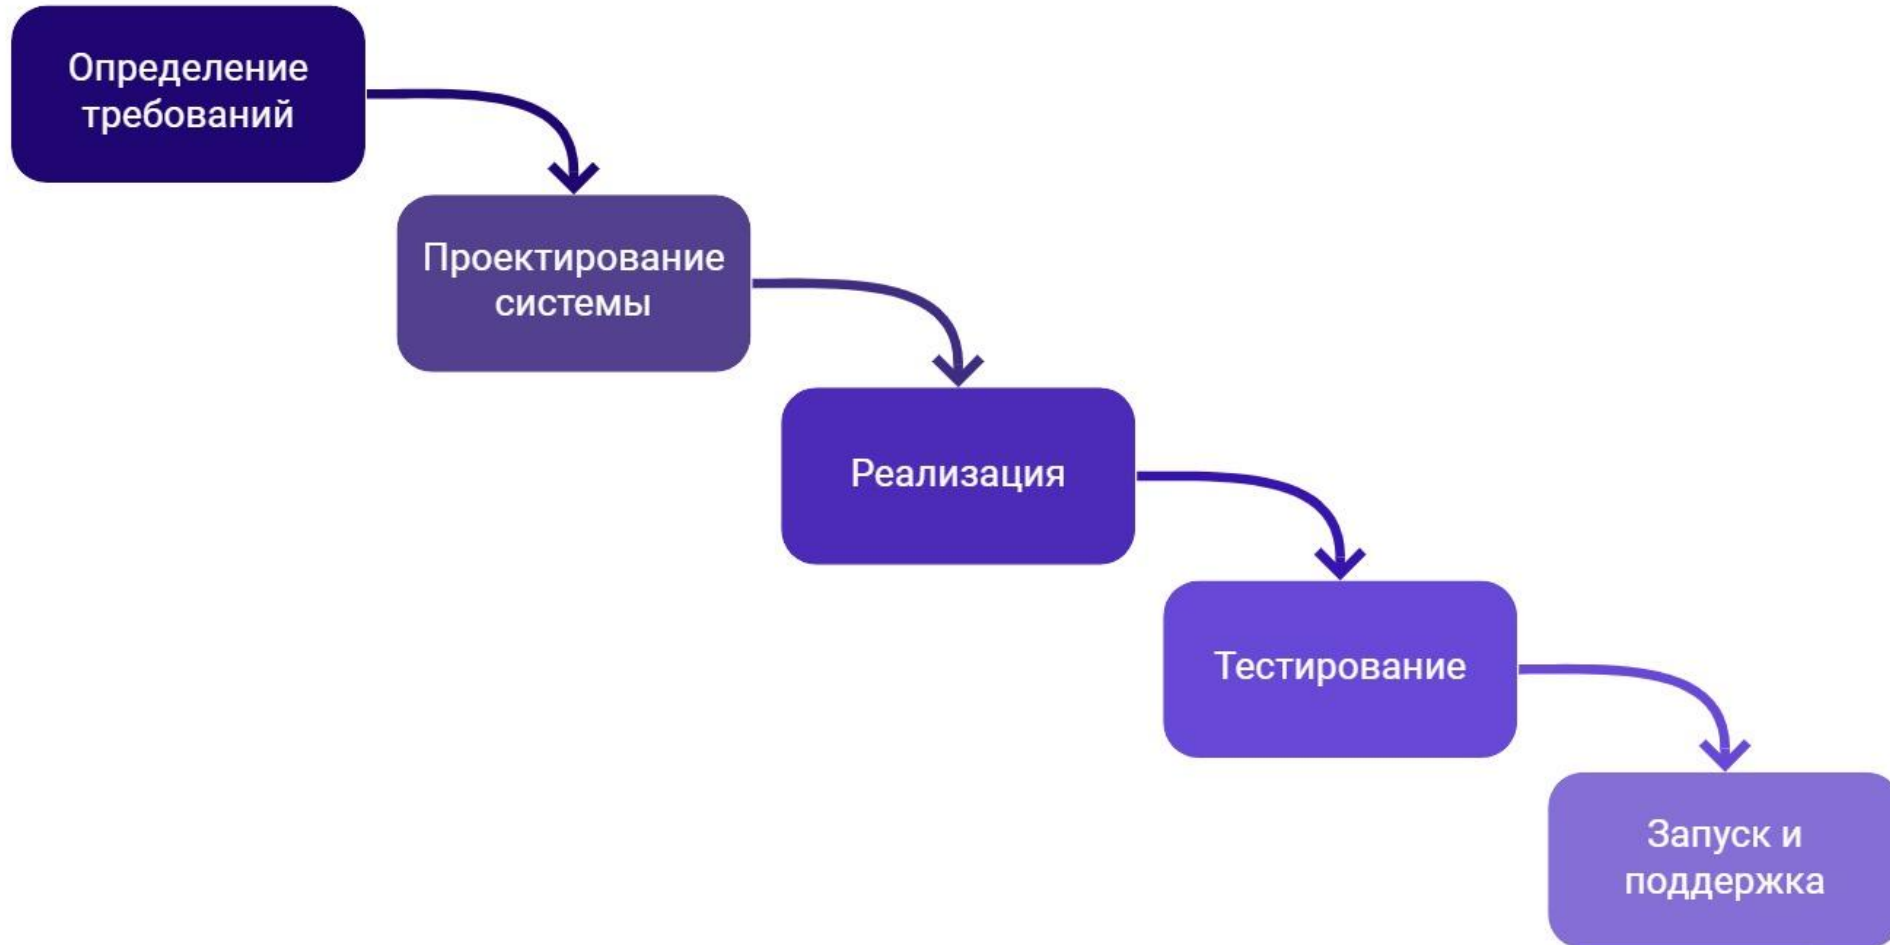 Определение
требований
Проектирование
системы
Реализация
Тестирование
Запуск и
поддержка